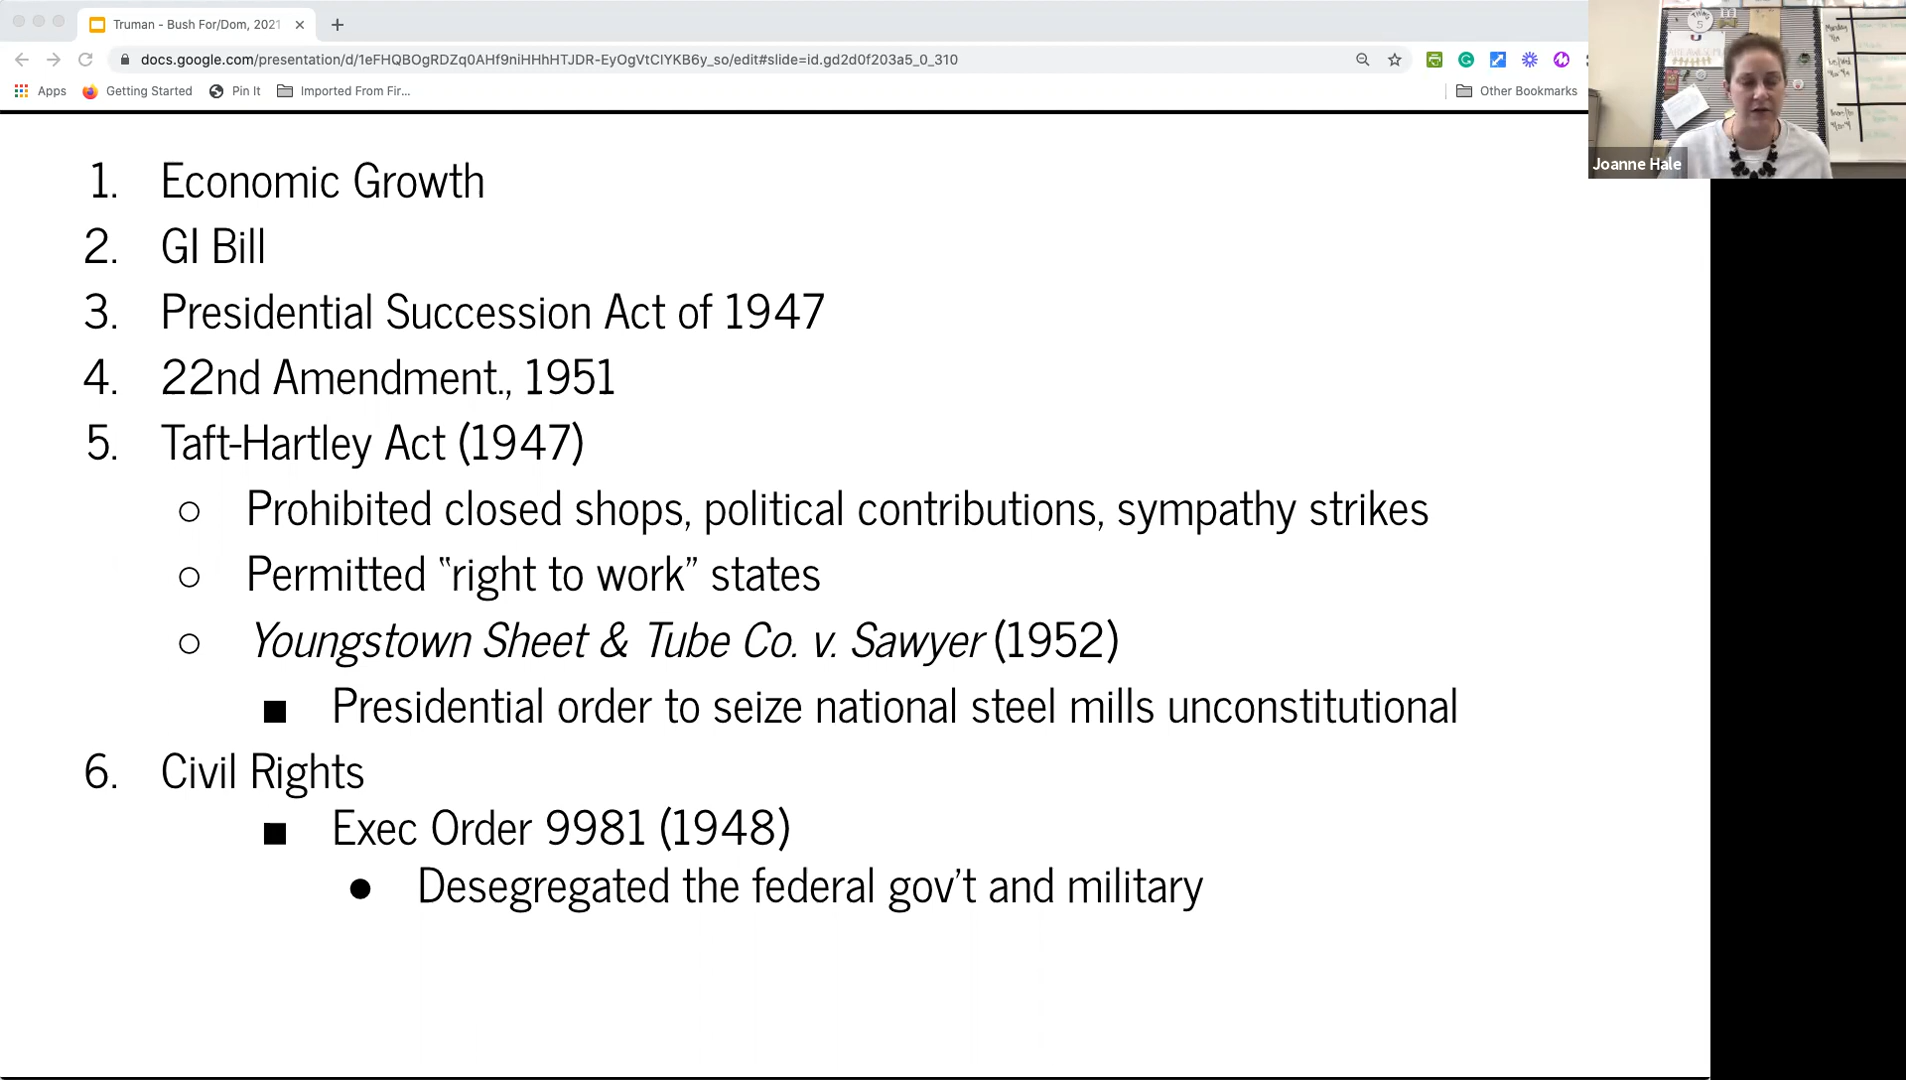 Truman - Bush For/Dom, 2021
docs.google.com/presentation/d/1eFHQBOgRDZq0AHf9niHHhHTJDR-EyOgVtCIYKB6y_so/edit#slide=id.gd2d0f203a5_0_310
Apps Getting Started Pin It Imported From Fir... Other Bookmarks
Joanne Hale
1. Economic Growth
2. GI Bill
3. Presidential Succession Act of 1947
4. 22nd Amendment., 1951
5. Taft-Hartley Act (1947)
○ Prohibited closed shops, political contributions, sympathy strikes
○ Permitted “right to work” states
○ Youngstown Sheet & Tube Co. v. Sawyer (1952)
■ Presidential order to seize national steel mills unconstitutional
6. Civil Rights
■ Exec Order 9981 (1948)
● Desegregated the federal gov’t and military